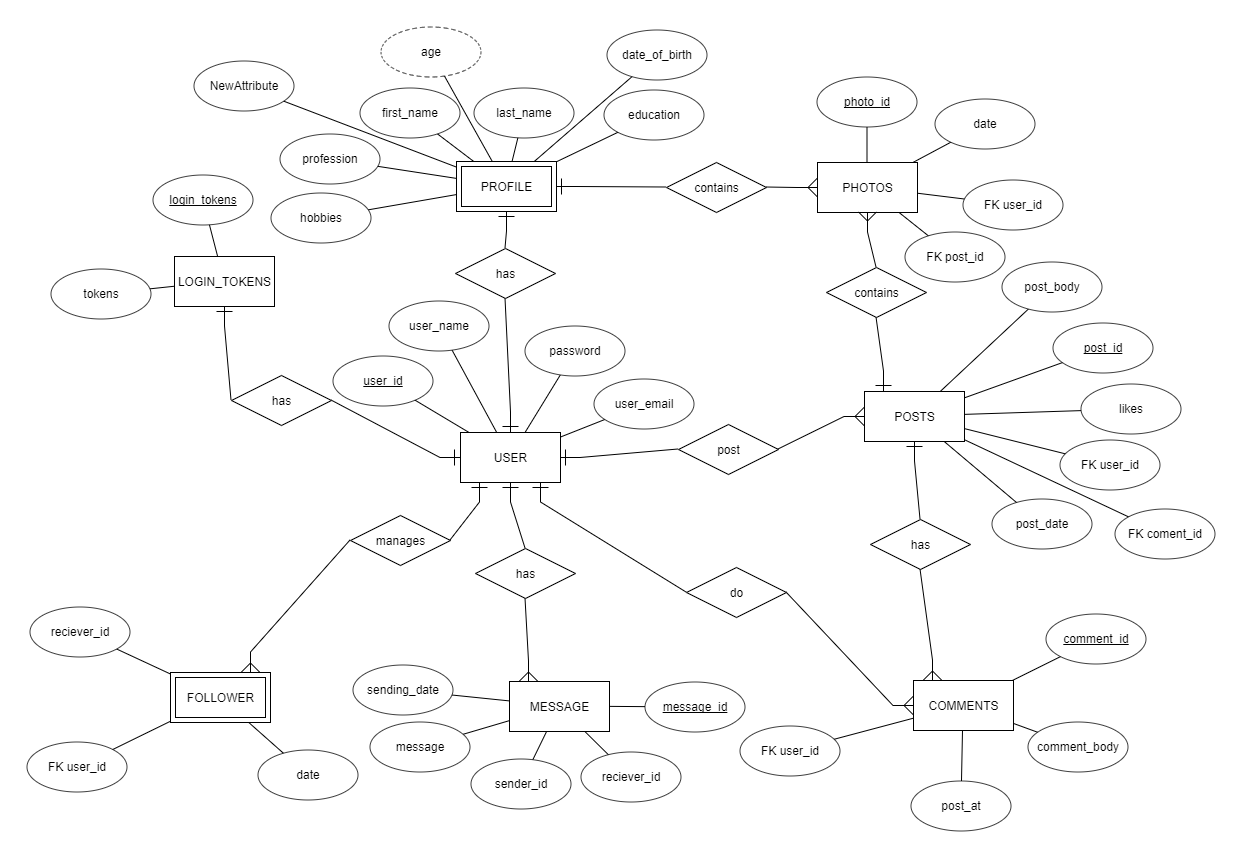 age
date_of_birth
NewAttribute
first_name
last_name
education
photo_id
date
profession
PROFILE
contains
PHOTOS
login_tokens
hobbies
FK user_id
FK post_id
has
LOGIN_TOKENS
tokens
contains
post_body
user_name
password
post_id
user_id
has
user_email
likes
POSTS
USER
post
FK user_id
post_date
FK coment_id
manages
has
has
do
reciever_id
comment_id
FOLLOWER
sending_date
MESSAGE
message_id
COMMENTS
FK user_id
date
message
sender_id
reciever_id
FK user_id
comment_body
post_at